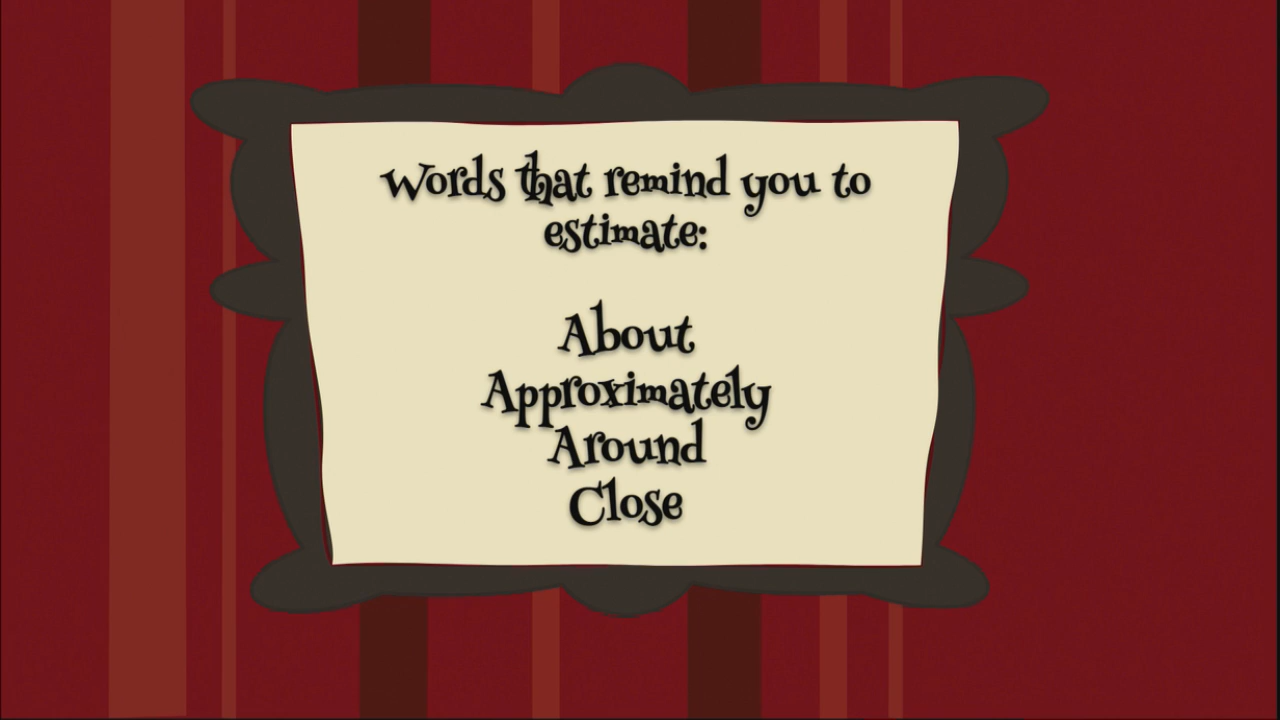 Words that remind you to
estimate:
About
Approximately
Around
Close